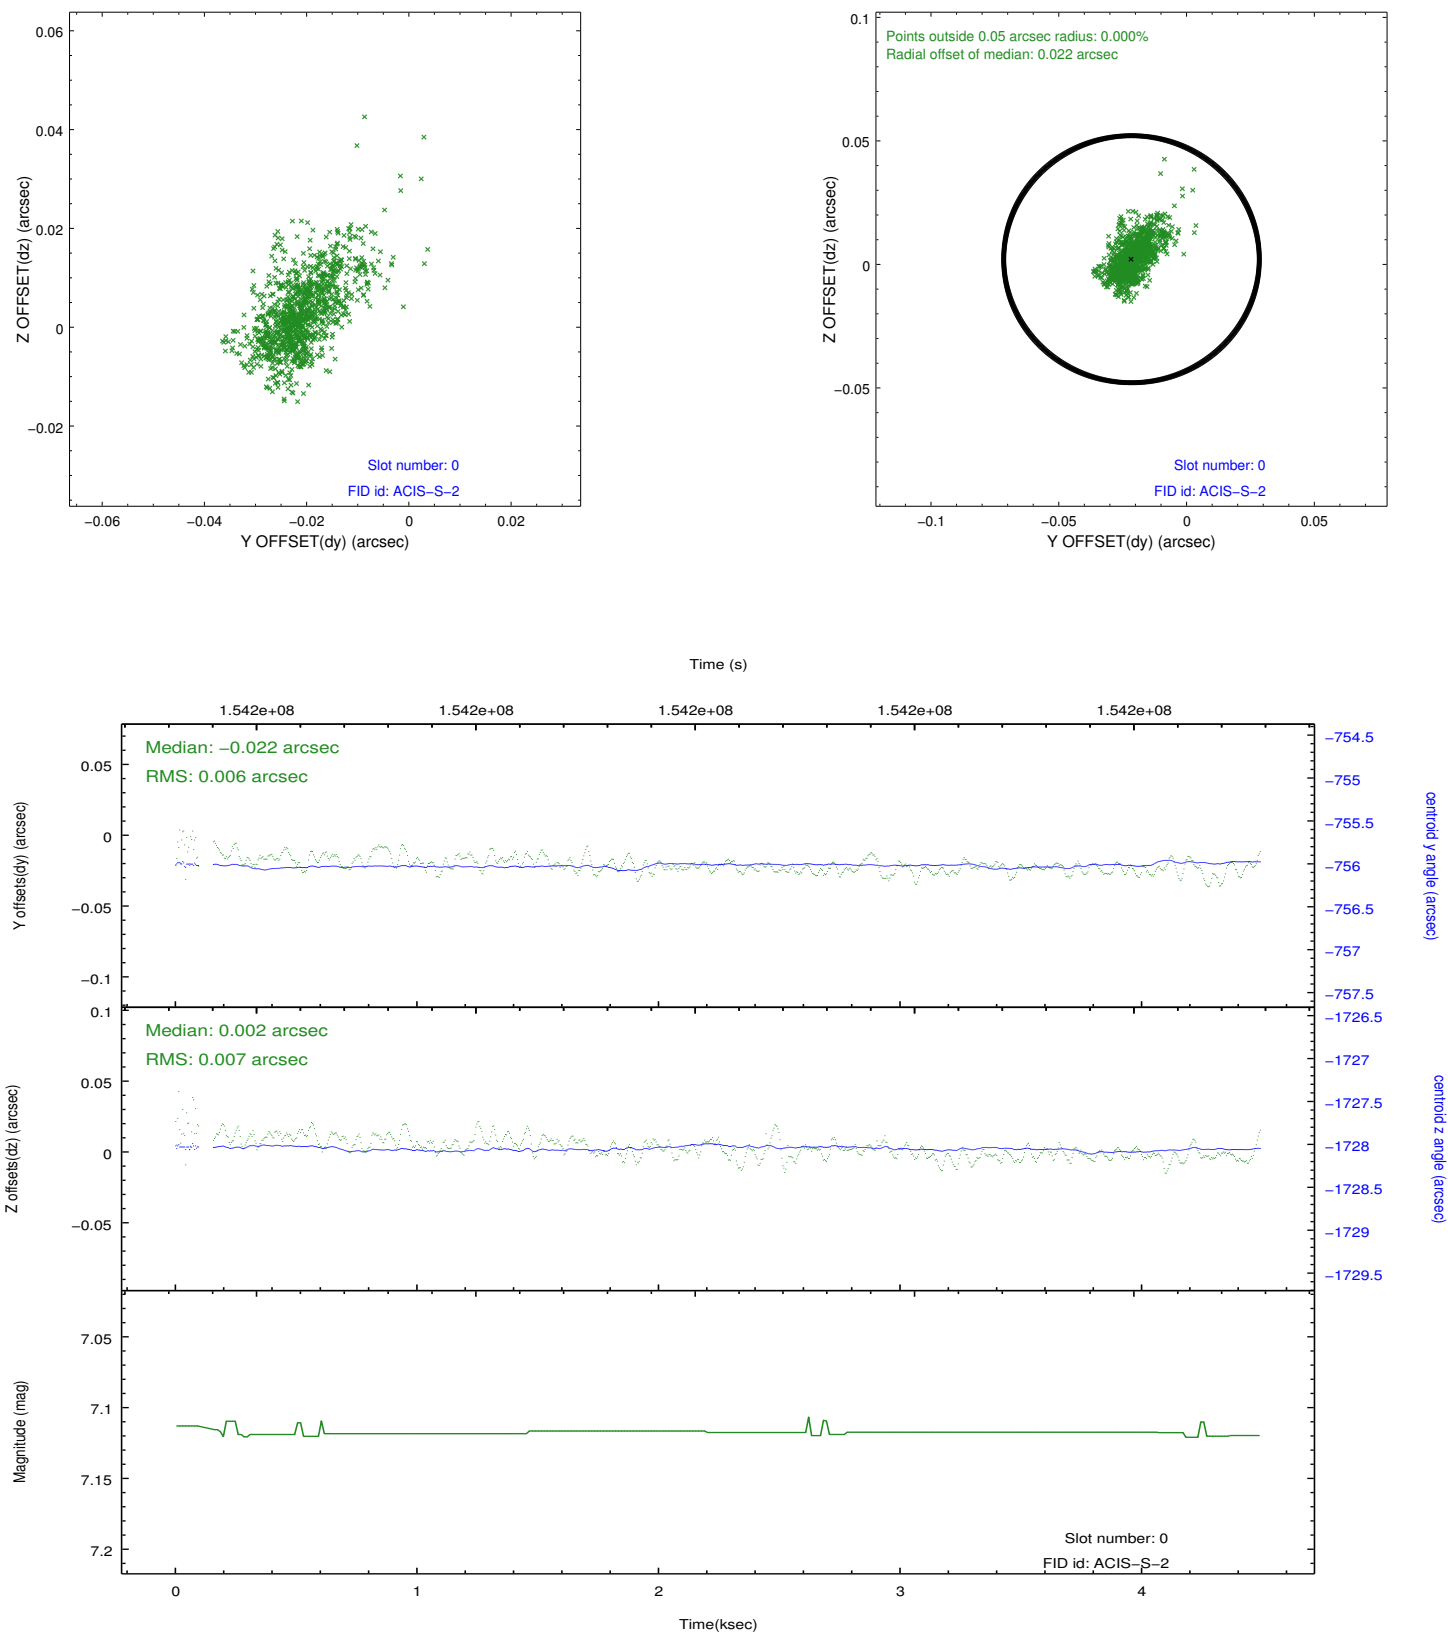 0.06
0.04
0.02
0
−0.02
Z OFFSET(dz) (arcsec)
Slot number: 0
FID id: ACIS−S−2
−0.06 −0.04 −0.02 0 0.02
Y OFFSET(dy) (arcsec)
0.1
0.05
0
−0.05
Z OFFSET(dz) (arcsec)
Points outside 0.05 arcsec radius: 0.000%
Radial offset of median: 0.022 arcsec
Slot number: 0
FID id: ACIS−S−2
−0.1 −0.05 0 0.05
Y OFFSET(dy) (arcsec)
Time (s)
1.542e+08 1.542e+08 1.542e+08 1.542e+08 1.542e+08
Median: −0.022 arcsec
RMS: 0.006 arcsec
0.05
0
−0.05
−0.1
Y offsets(dy) (arcsec)
−754.5
−755
−755.5
−756
−756.5
−757
−757.5
centroid y angle (arcsec)
Median: 0.002 arcsec
RMS: 0.007 arcsec
0.1
0.05
0
−0.05
Z offsets(dz) (arcsec)
−1726.5
−1727
−1727.5
−1728
−1728.5
−1729
−1729.5
centroid z angle (arcsec)
7.05
7.1
7.15
7.2
Magnitude (mag)
Slot number: 0
FID id: ACIS−S−2
0 1 2 3 4
Time(ksec)